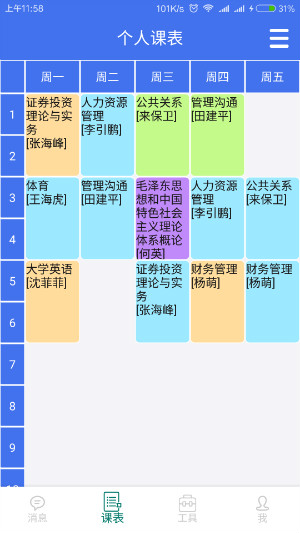 上午11:58 101K/s 31%
个人课表
周一 周二 周三 周四 周五
1
证券投资
理论与实
务
[张海峰]
人力资源
管理
[李引鹏]
公共关系
[来保卫]
管理沟通
[田建平]
2
3
体育
[王海虎]
管理沟通
[田建平]
毛泽东思
想和中国
特色社会
主义理论
体系概论
[何英]
人力资源
管理
[李引鹏]
公共关系
[来保卫]
4
5
大学英语
[沈菲菲]
证券投资
理论与实
务
[张海峰]
财务管理
[杨萌]
财务管理
[杨萌]
6
7
8
9
消息 课表 工具 我